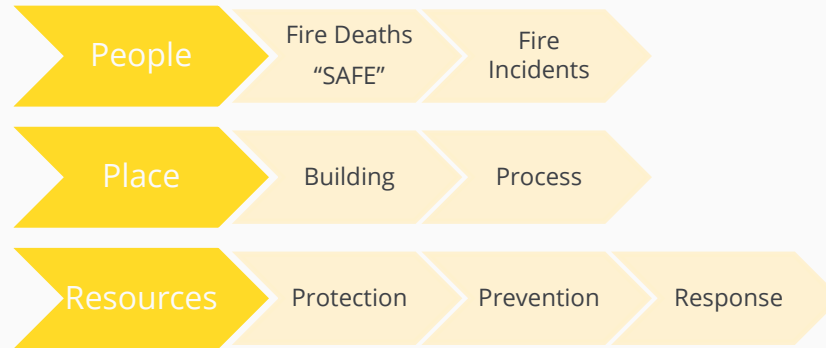 People
Fire Deaths
“SAFE”
Fire
Incidents
Place
Building
Process
Resources
Protection
Prevention
Response